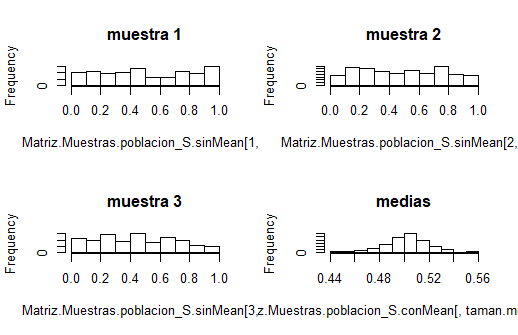 muestra 1
muestra 2
Frequency
0
Frequency
0
0.0 0.2 0.4 0.6 0.8 1.0
0.0 0.2 0.4 0.6 0.8 1.0
Matriz.Muestras.poblacion_S.sinMean[1,
Matriz.Muestras.poblacion_S.sinMean[2,
muestra 3
medias
Frequency
0
Frequency
0
0.0 0.2 0.4 0.6 0.8 1.0
0.44 0.48 0.52 0.56
Matriz.Muestras.poblacion_S.sinMean[3,
z.Muestras.poblacion_S.conMean[, taman.m